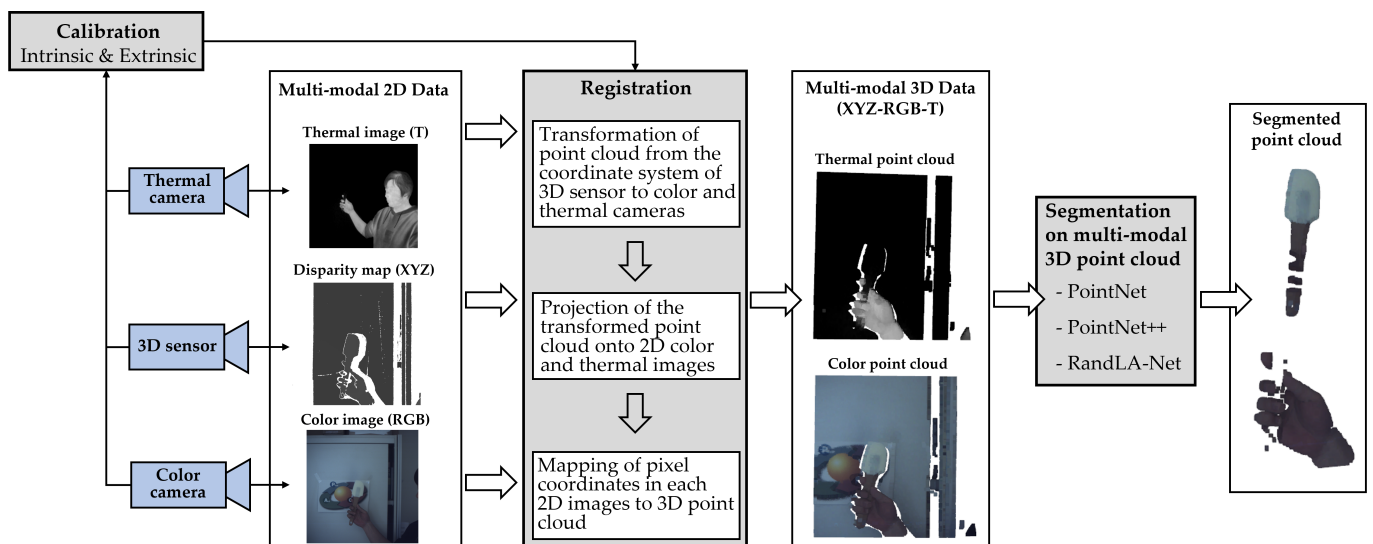 Calibration
Intrinsic & Extrinsic
Thermal
camera
3D sensor
Color
camera
Multi-modal 2D Data
Thermal image (T)
Disparity map (XYZ)
Color image (RGB)
Registration
Transformation of
point cloud from the
coordinate system of
3D sensor to color and
thermal cameras
Projection of the
transformed point
cloud onto 2D color
and thermal images
Mapping of pixel
coordinates in each
2D images to 3D point
cloud
Multi-modal 3D Data
(XYZ-RGB-T)
Thermal point cloud
Color point cloud
Segmentation
on multi-modal
3D point cloud
- PointNet
- PointNet++
- RandLA-Net
Segmented
point cloud